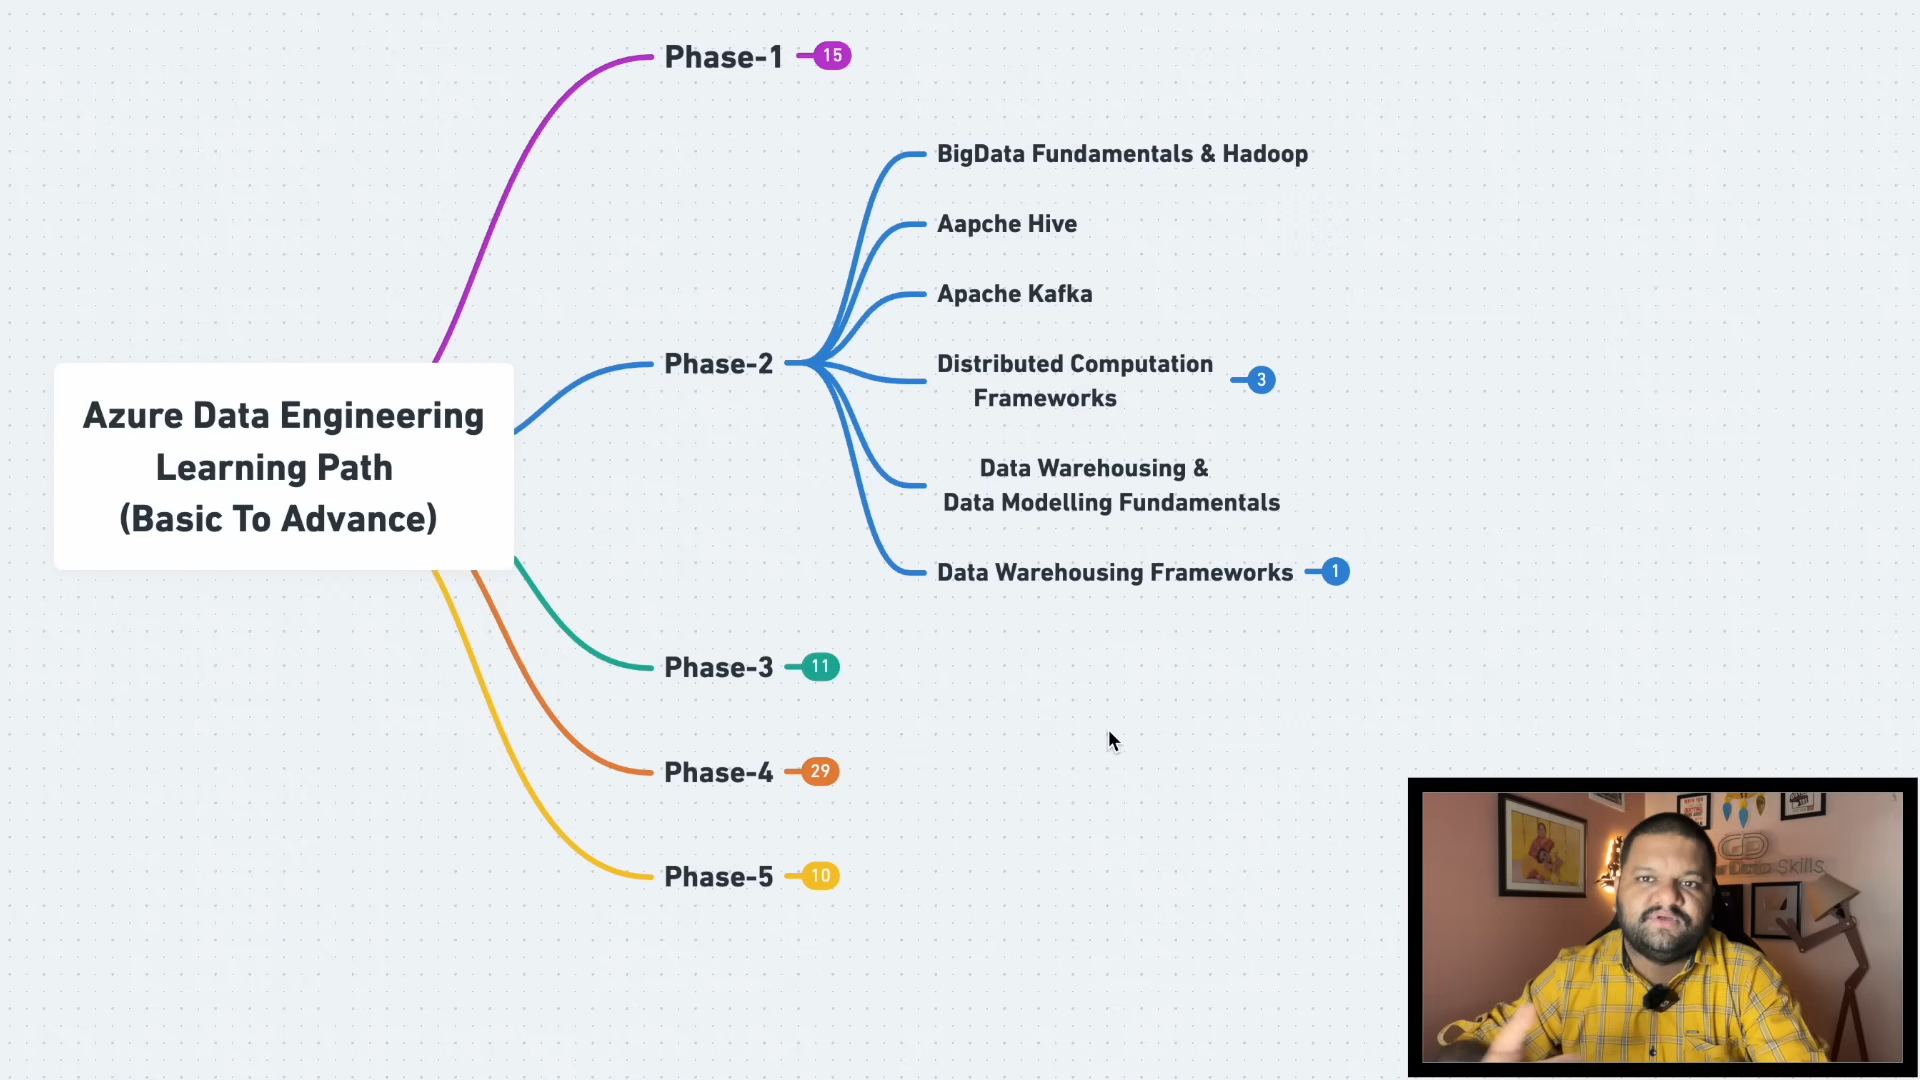 Phase-1 15
BigData Fundamentals & Hadoop
Aapche Hive
Apache Kafka
Phase-2
Distributed Computation
Frameworks
3
Azure Data Engineering
Learning Path
(Basic To Advance)
Data Warehousing &
Data Modelling Fundamentals
Data Warehousing Frameworks 1
Phase-3 11
Phase-4 29
Phase-5 10
Data Skills